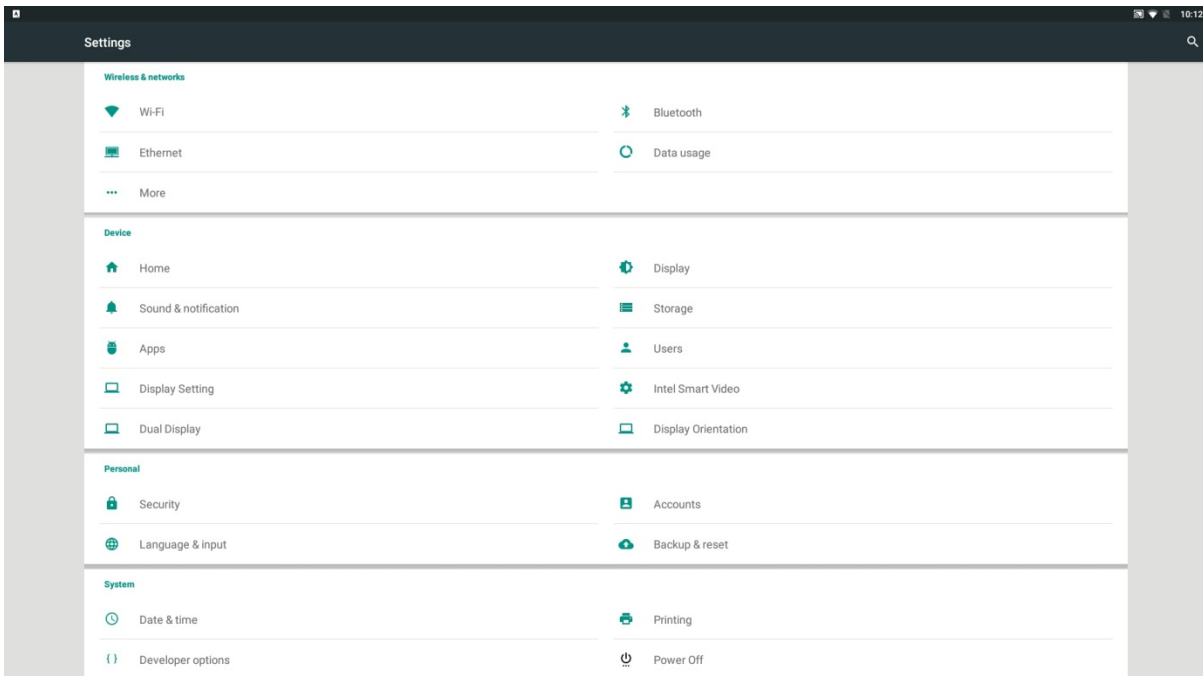 A
10:12
Settings
Wireless & networks
Wi-Fi
Bluetooth
Ethernet
Data usage
More
Device
Home
Display
Sound & notification
Storage
Apps
Users
Display Setting
Intel Smart Video
Dual Display
Display Orientation
Personal
Security
Accounts
Language & input
Backup & reset
System
Date & time
Printing
{ } Developer options
Power Off